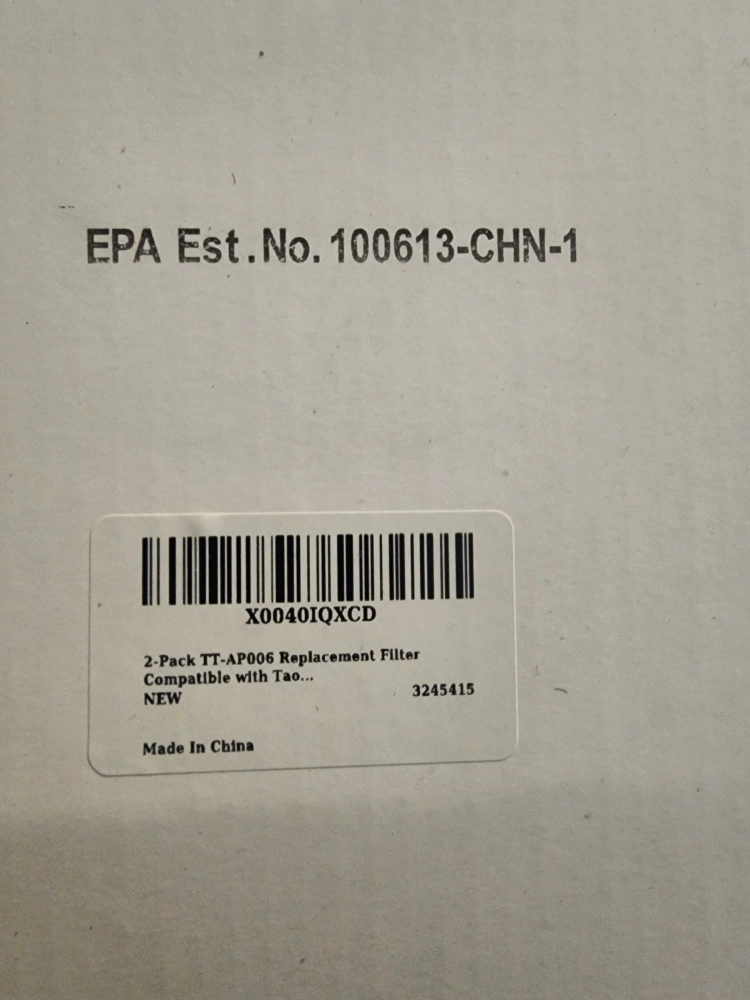 EPA Est.No.100613-CHN-1
X0040IQXCD
2-Pack TT-AP006 Replacement Filter
Compatible with Tao...
NEW
3245415
Made In China